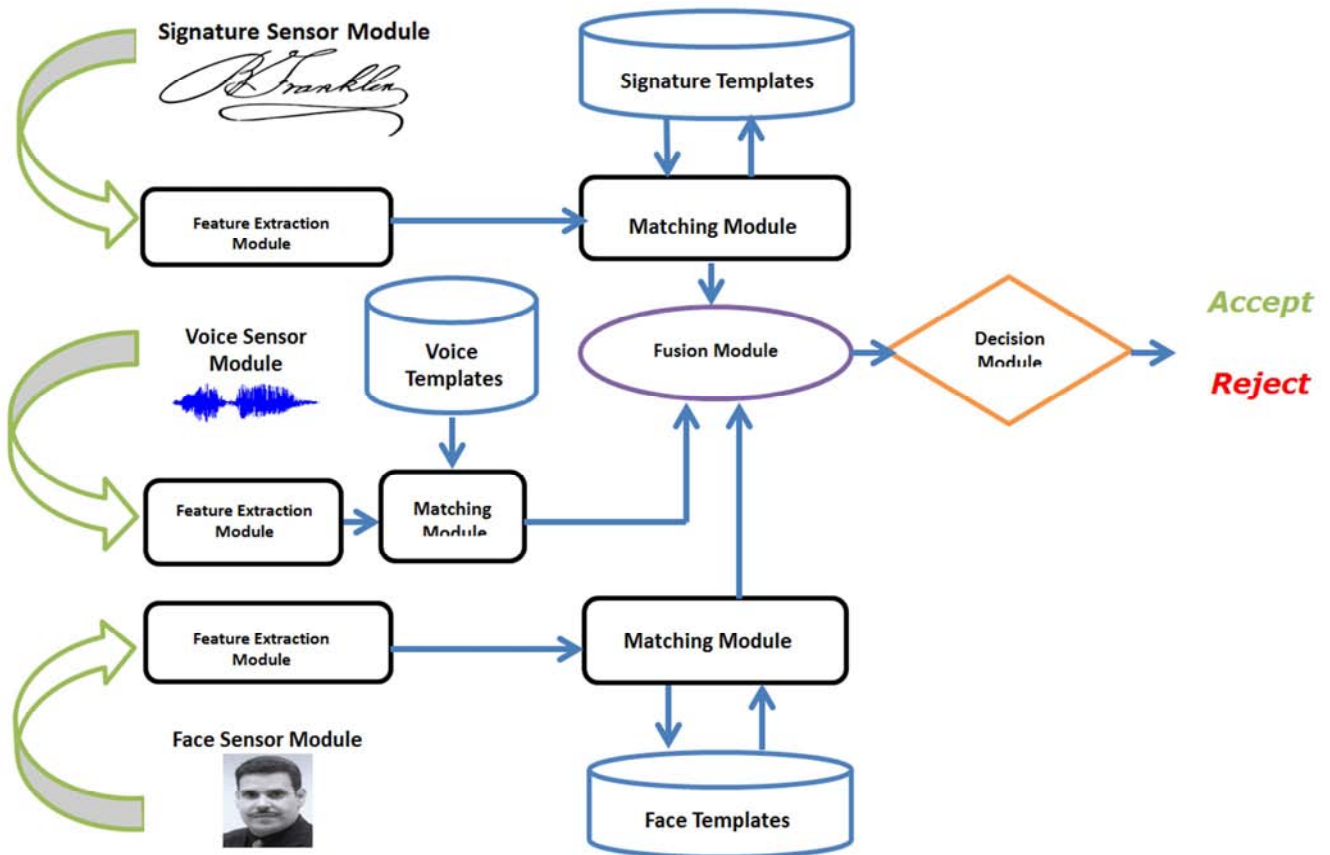 Signature Sensor Module
B Franklin
Signature Templates
Feature Extraction
Module
Matching Module
Voice Sensor
Module
Voice
Templates
Fusion Module
Decision
Module
Accept
Reject
Feature Extraction
Module
Matching
Module
Feature Extraction
Module
Matching Module
Face Sensor Module
Face Templates